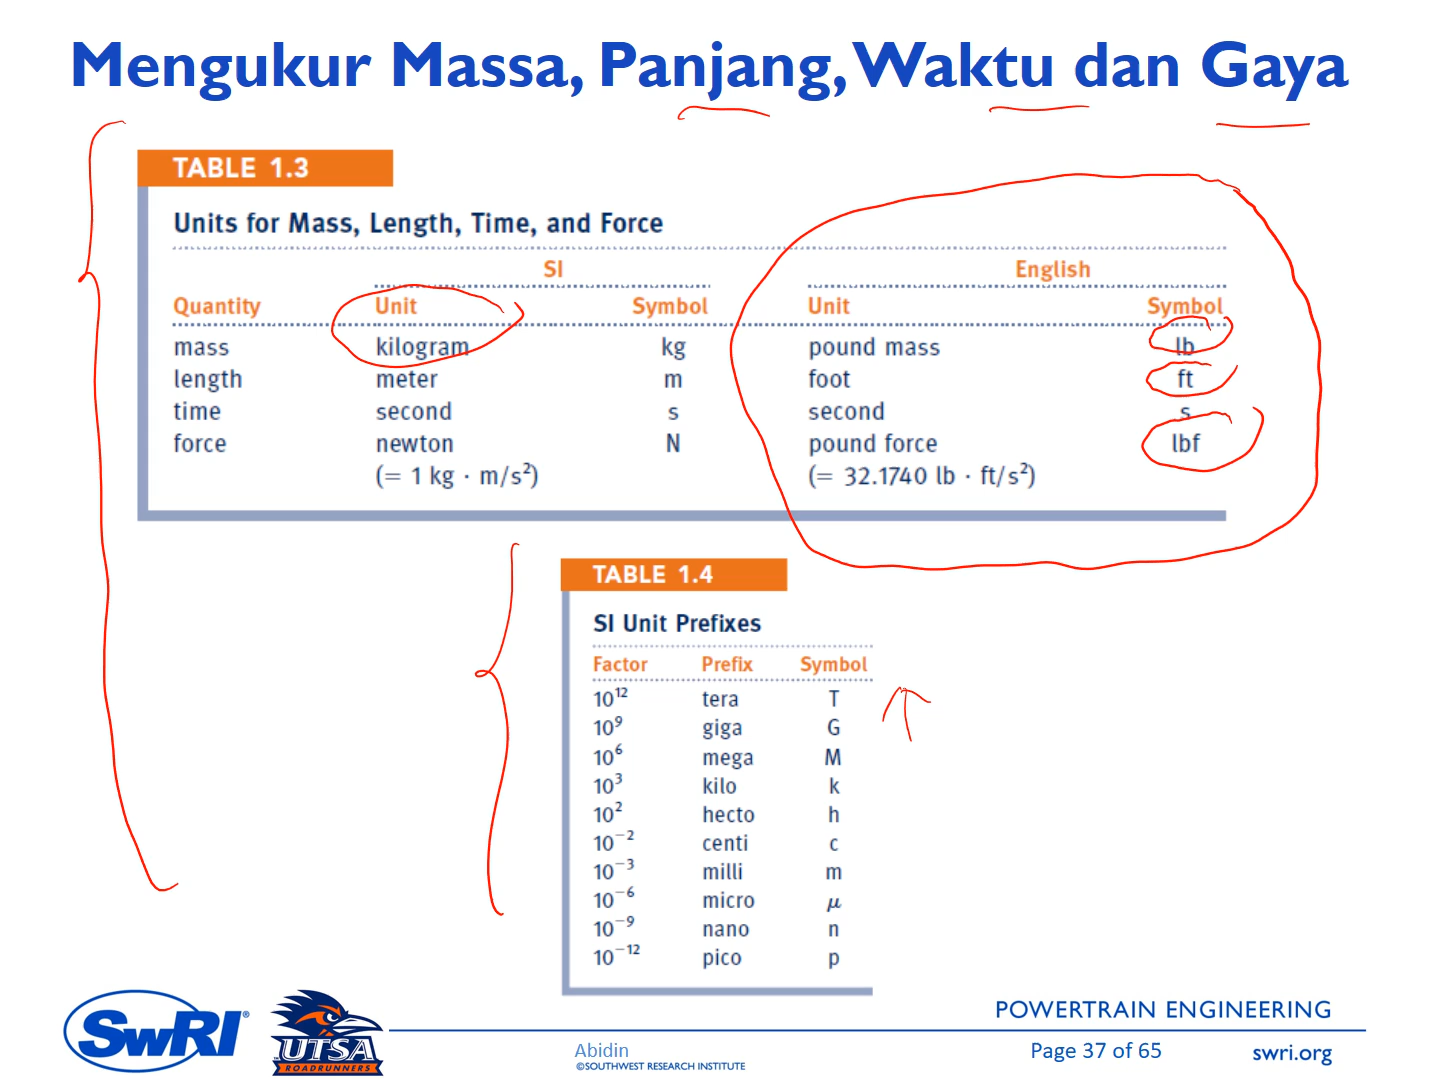 Mengukur Massa, Panjang, Waktu dan Gaya
TABLE 1.3
Units for Mass, Length, Time, and Force
SI English
Quantity Unit Symbol Unit Symbol
mass kilogram kg pound mass lb
length meter m foot ft
time second s second s
force newton N pound force lbf
(= 1 kg · m/s²) (= 32.1740 lb · ft/s²)
TABLE 1.4
SI Unit Prefixes
Factor Prefix Symbol
10¹² tera T
10⁹ giga G
10⁶ mega M
10³ kilo k
10² hecto h
10⁻² centi c
10⁻³ milli m
10⁻⁶ micro μ
10⁻⁹ nano n
10⁻¹² pico p
SwRI®
UTSA
ROADRUNNERS
POWERTRAIN ENGINEERING
Abidin
©SOUTHWEST RESEARCH INSTITUTE
Page 37 of 65
swri.org